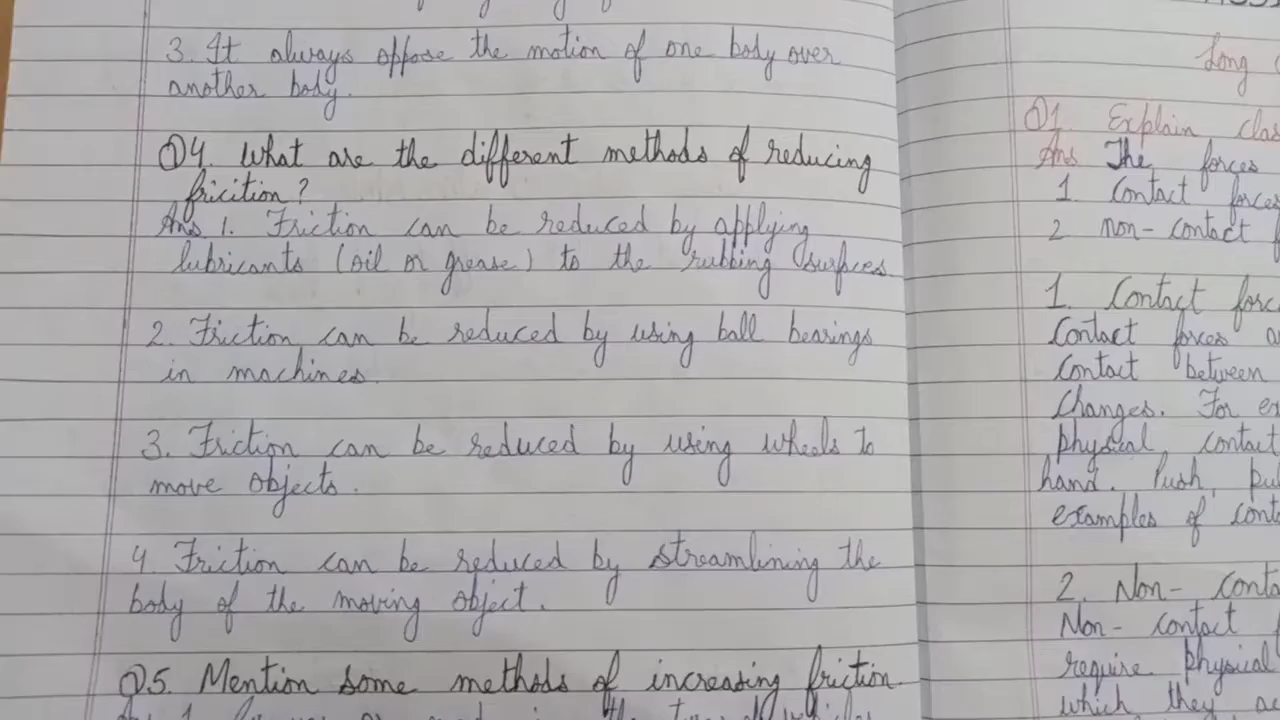 3. It always oppose the motion of one body over
another body.
Q4. What are the different methods of reducing
fricition?
Ans 1. Friction can be reduced by applying
lubricants (oil or grease) to the rubbing surfces
2. Friction can be reduced by using ball bearings
in machines.
3. Friction can be reduced by using wheels to
move objects.
4. Friction can be reduced by streamlining the
body of the moving object.
Q5. Mention some methods of increasing friction
Long
Q1. Explain
Ans The forces
1 Contact forces
2 non-contact
1. Contact
Contact forces
Contact between
Changes. For
physical contact
hand. Push,
examples of
2. Non-
Non-contact
require physical
which they